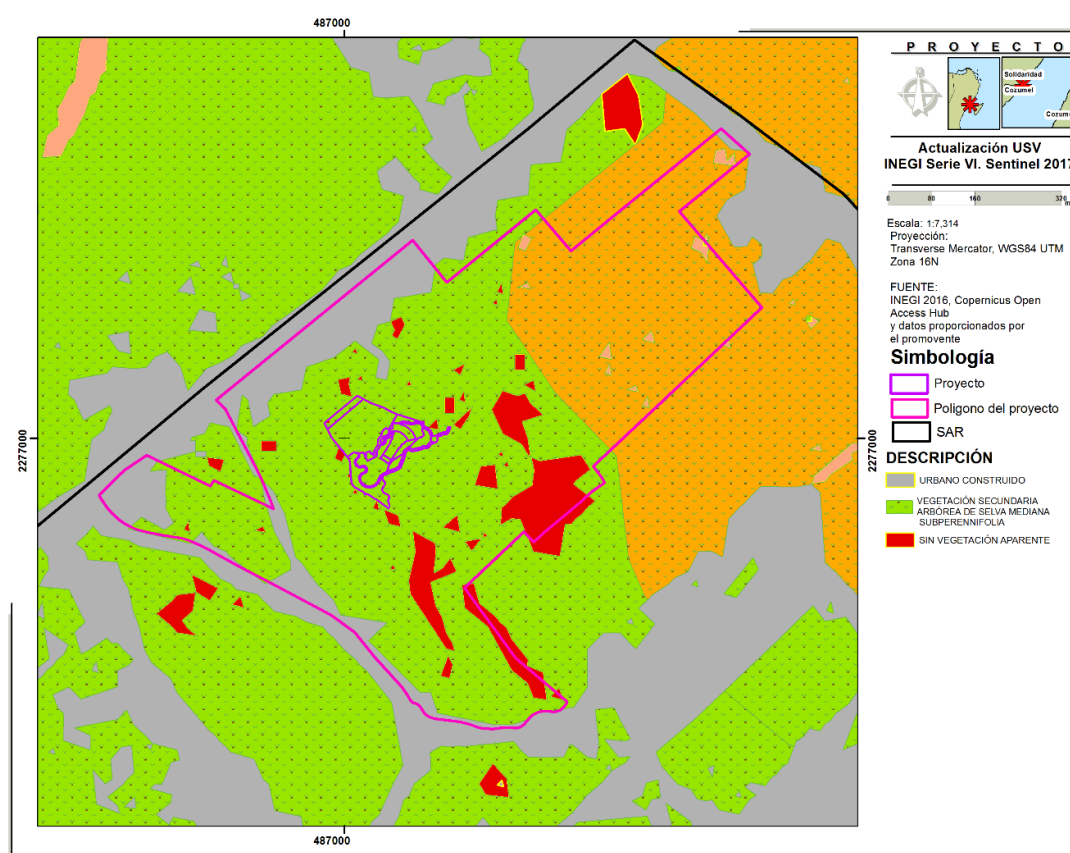 487000
P R O Y E C T O
Solidaridad
Cozumel
Actualización USV
INEGI Serie VI. Sentinel 2017
0 80 160 320
Escala: 1:7,314
Proyección:
Transverse Mercator, WGS84 UTM
Zona 16N
FUENTE:
INEGI 2016, Copernicus Open
Access Hub
y datos proporcionados por
el promovente
Simbología
Proyecto
Poligono del proyecto
SAR
DESCRIPCIÓN
URBANO CONSTRUIDO
VEGETACIÓN SECUNDARIA
ARBÓREA DE SELVA MEDIANA
SUBPERENNIFOLIA
SIN VEGETACIÓN APARENTE
2277000
2277000
487000